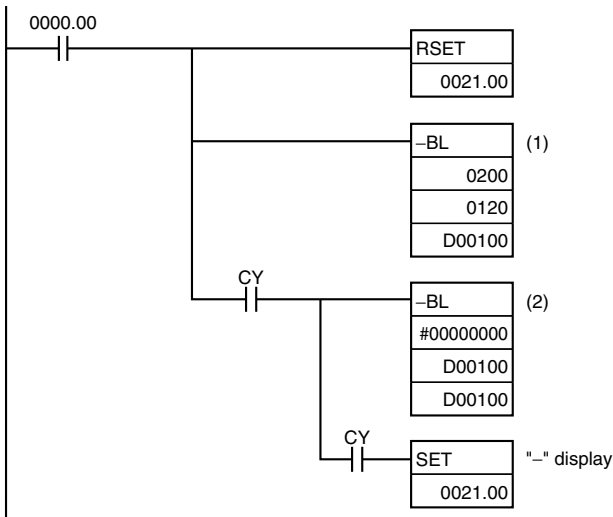 0000.00
RSET
0021.00
–BL (1)
0200
0120
D00100
CY
–BL (2)
#00000000
D00100
D00100
CY
SET "–" display
0021.00